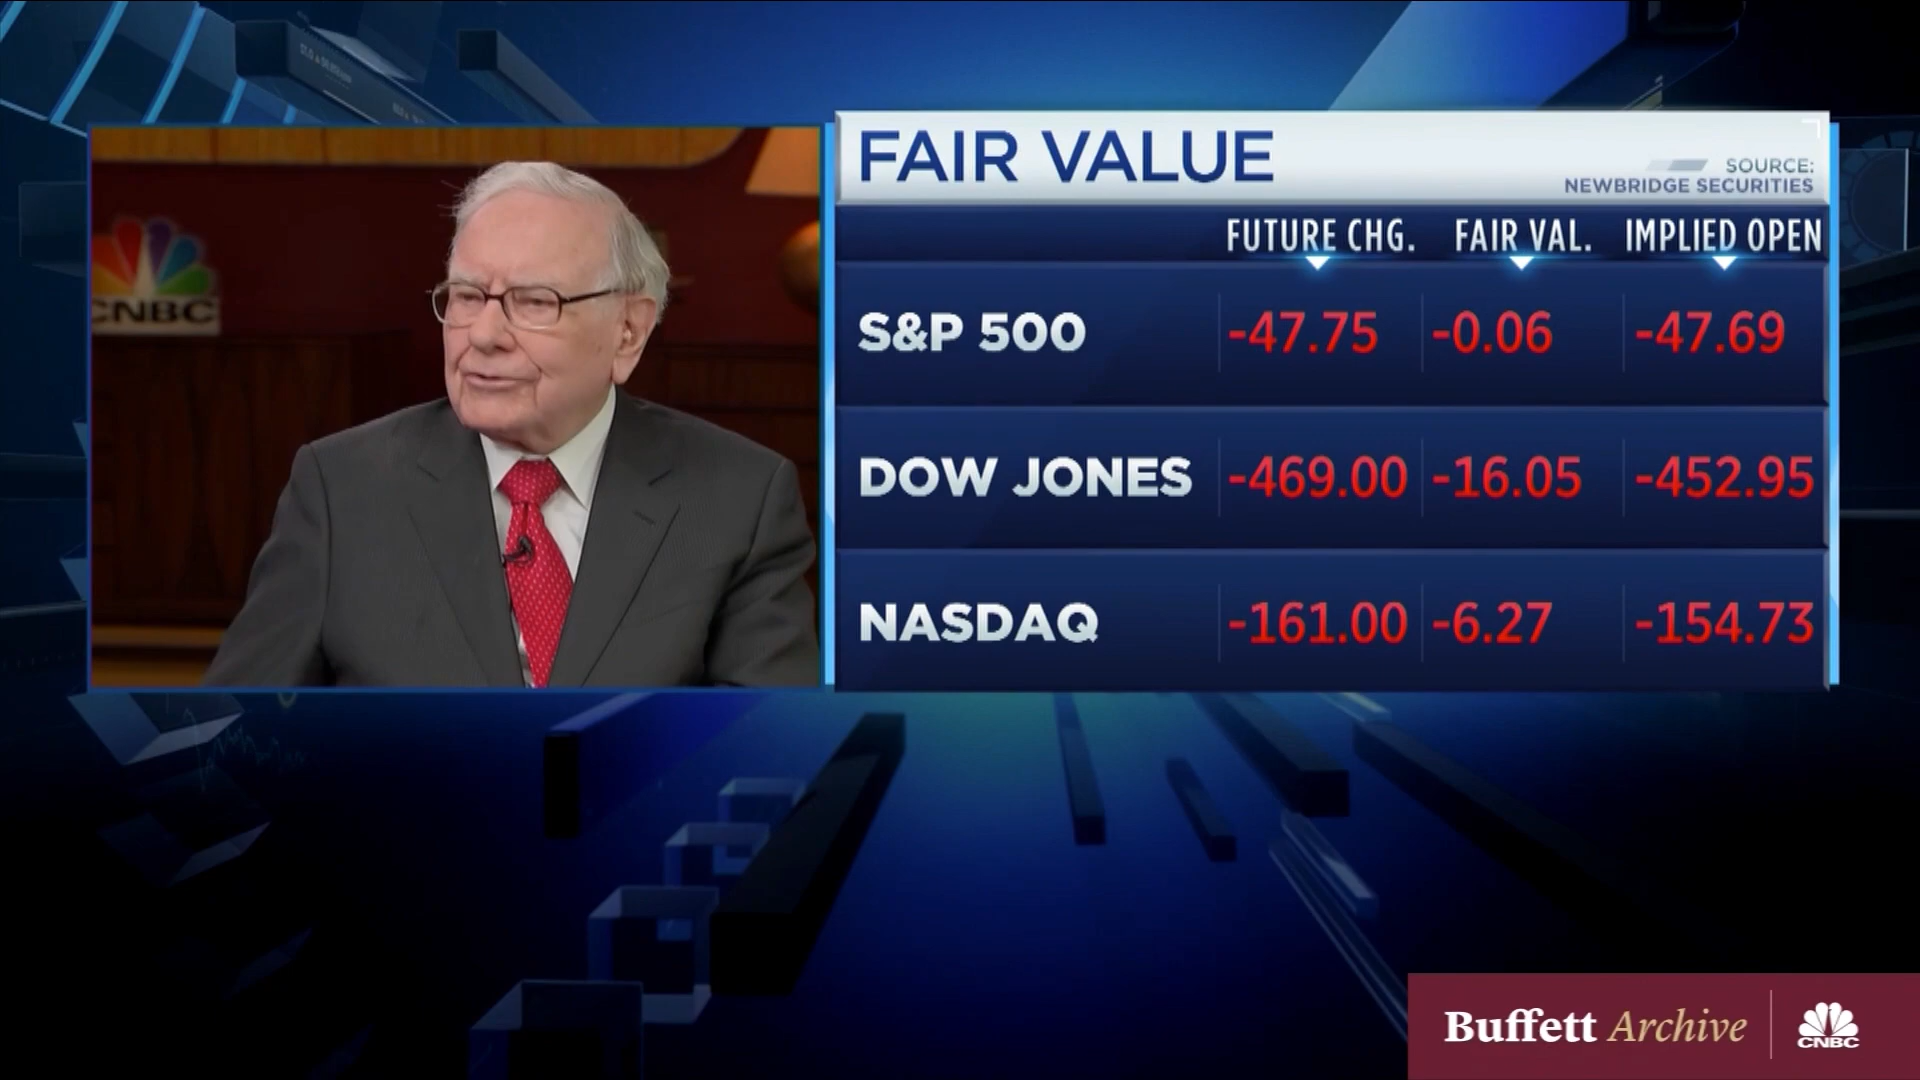 CNBC
FAIR VALUE
SOURCE:
NEWBRIDGE SECURITIES
FUTURE CHG. FAIR VAL. IMPLIED OPEN
S&P 500 -47.75 -0.06 -47.69
DOW JONES -469.00 -16.05 -452.95
NASDAQ -161.00 -6.27 -154.73
Buffett Archive
CNBC